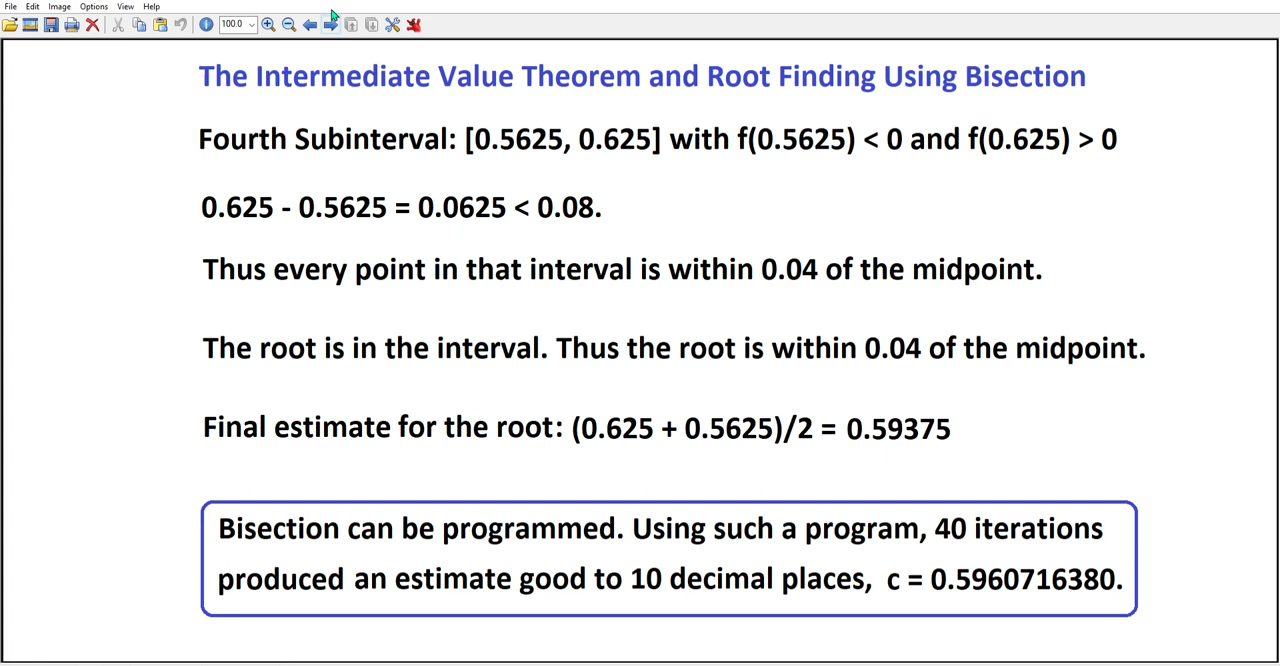 File Edit Image Options View Help
100.0
The Intermediate Value Theorem and Root Finding Using Bisection
Fourth Subinterval: [0.5625, 0.625] with f(0.5625) < 0 and f(0.625) > 0
0.625 - 0.5625 = 0.0625 < 0.08.
Thus every point in that interval is within 0.04 of the midpoint.
The root is in the interval. Thus the root is within 0.04 of the midpoint.
Final estimate for the root: (0.625 + 0.5625)/2 = 0.59375
Bisection can be programmed. Using such a program, 40 iterations
produced an estimate good to 10 decimal places, c = 0.5960716380.